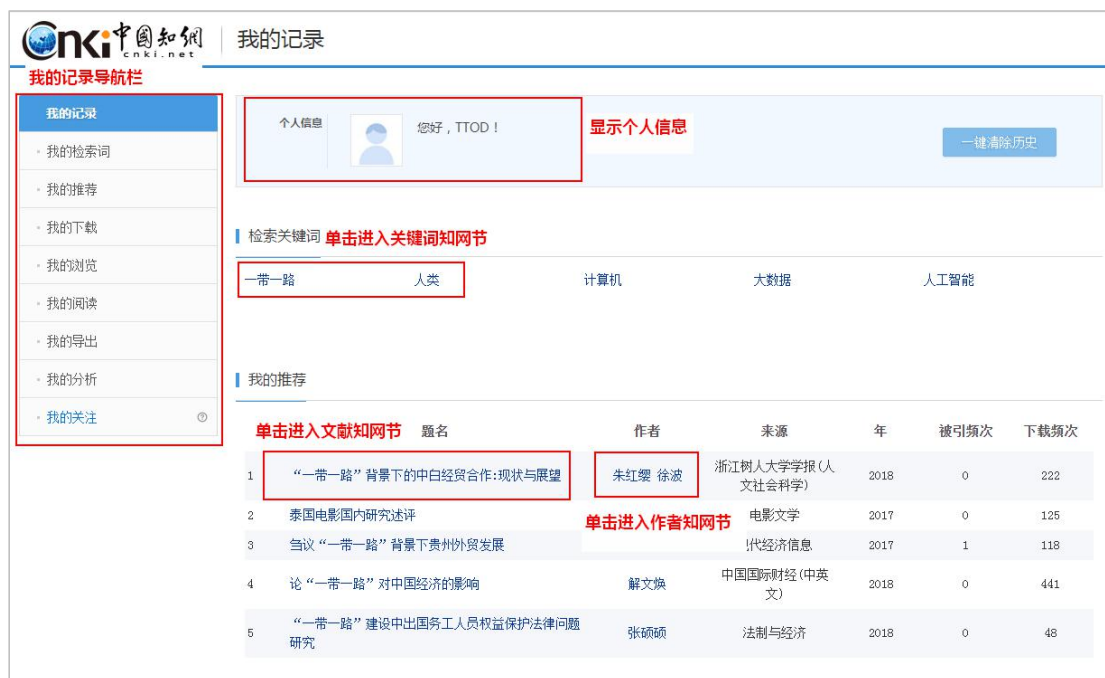 Cnki中國知網 我的记录
cnki.net
我的记录导航栏
我的记录
我的检索词
我的推荐
我的下载
我的浏览
我的阅读
我的导出
我的分析
我的关注 ?
个人信息 您好，TTOD！ 显示个人信息 一键清除历史
检索关键词 单击进入关键词知网节
一带一路 人类 计算机 大数据 人工智能
我的推荐
单击进入文献知网节 题名 作者 来源 年 被引频次 下载频次
1 “一带一路”背景下的中白经贸合作:现状与展望 朱红缨 徐波 浙江树人大学学报(人 2018 0 222
文社会科学)
2 泰国电影国内研究述评 电影文学 2017 0 125
单击进入作者知网节
3 刍议“一带一路”背景下贵州外贸发展 代经济信息 2017 1 118
4 论“一带一路”对中国经济的影响 解文焕 中国国际财经(中英 2018 0 441
文)
5 “一带一路”建设中出国务工人员权益保护法律问题 张硕硕 法制与经济 2018 0 48
研究